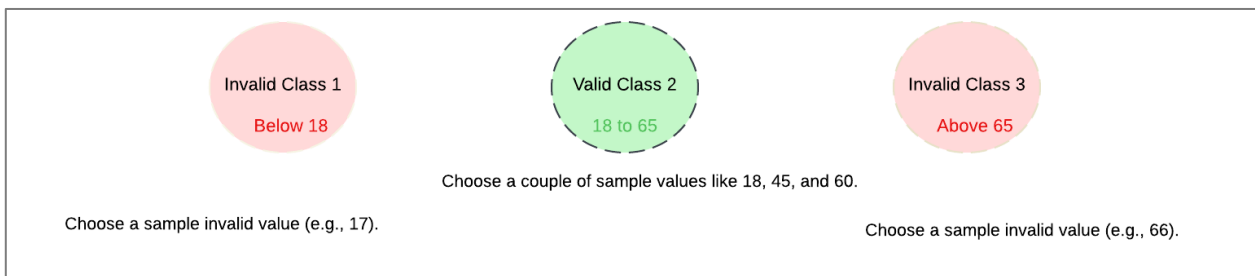 Invalid Class 1
Below 18
Valid Class 2
18 to 65
Invalid Class 3
Above 65
Choose a couple of sample values like 18, 45, and 60.
Choose a sample invalid value (e.g., 17).
Choose a sample invalid value (e.g., 66).